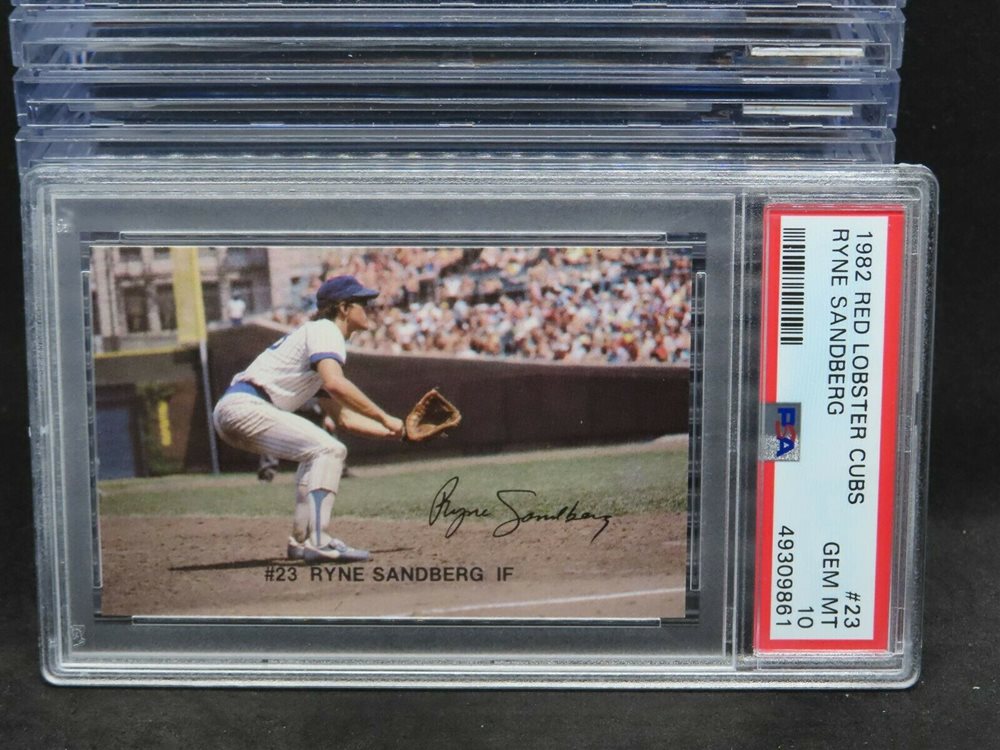 Ryne Sandberg
#23 RYNE SANDBERG IF
1982 RED LOBSTER CUBS #23
RYNE SANDBERG GEM MT
10
PSA 49309861